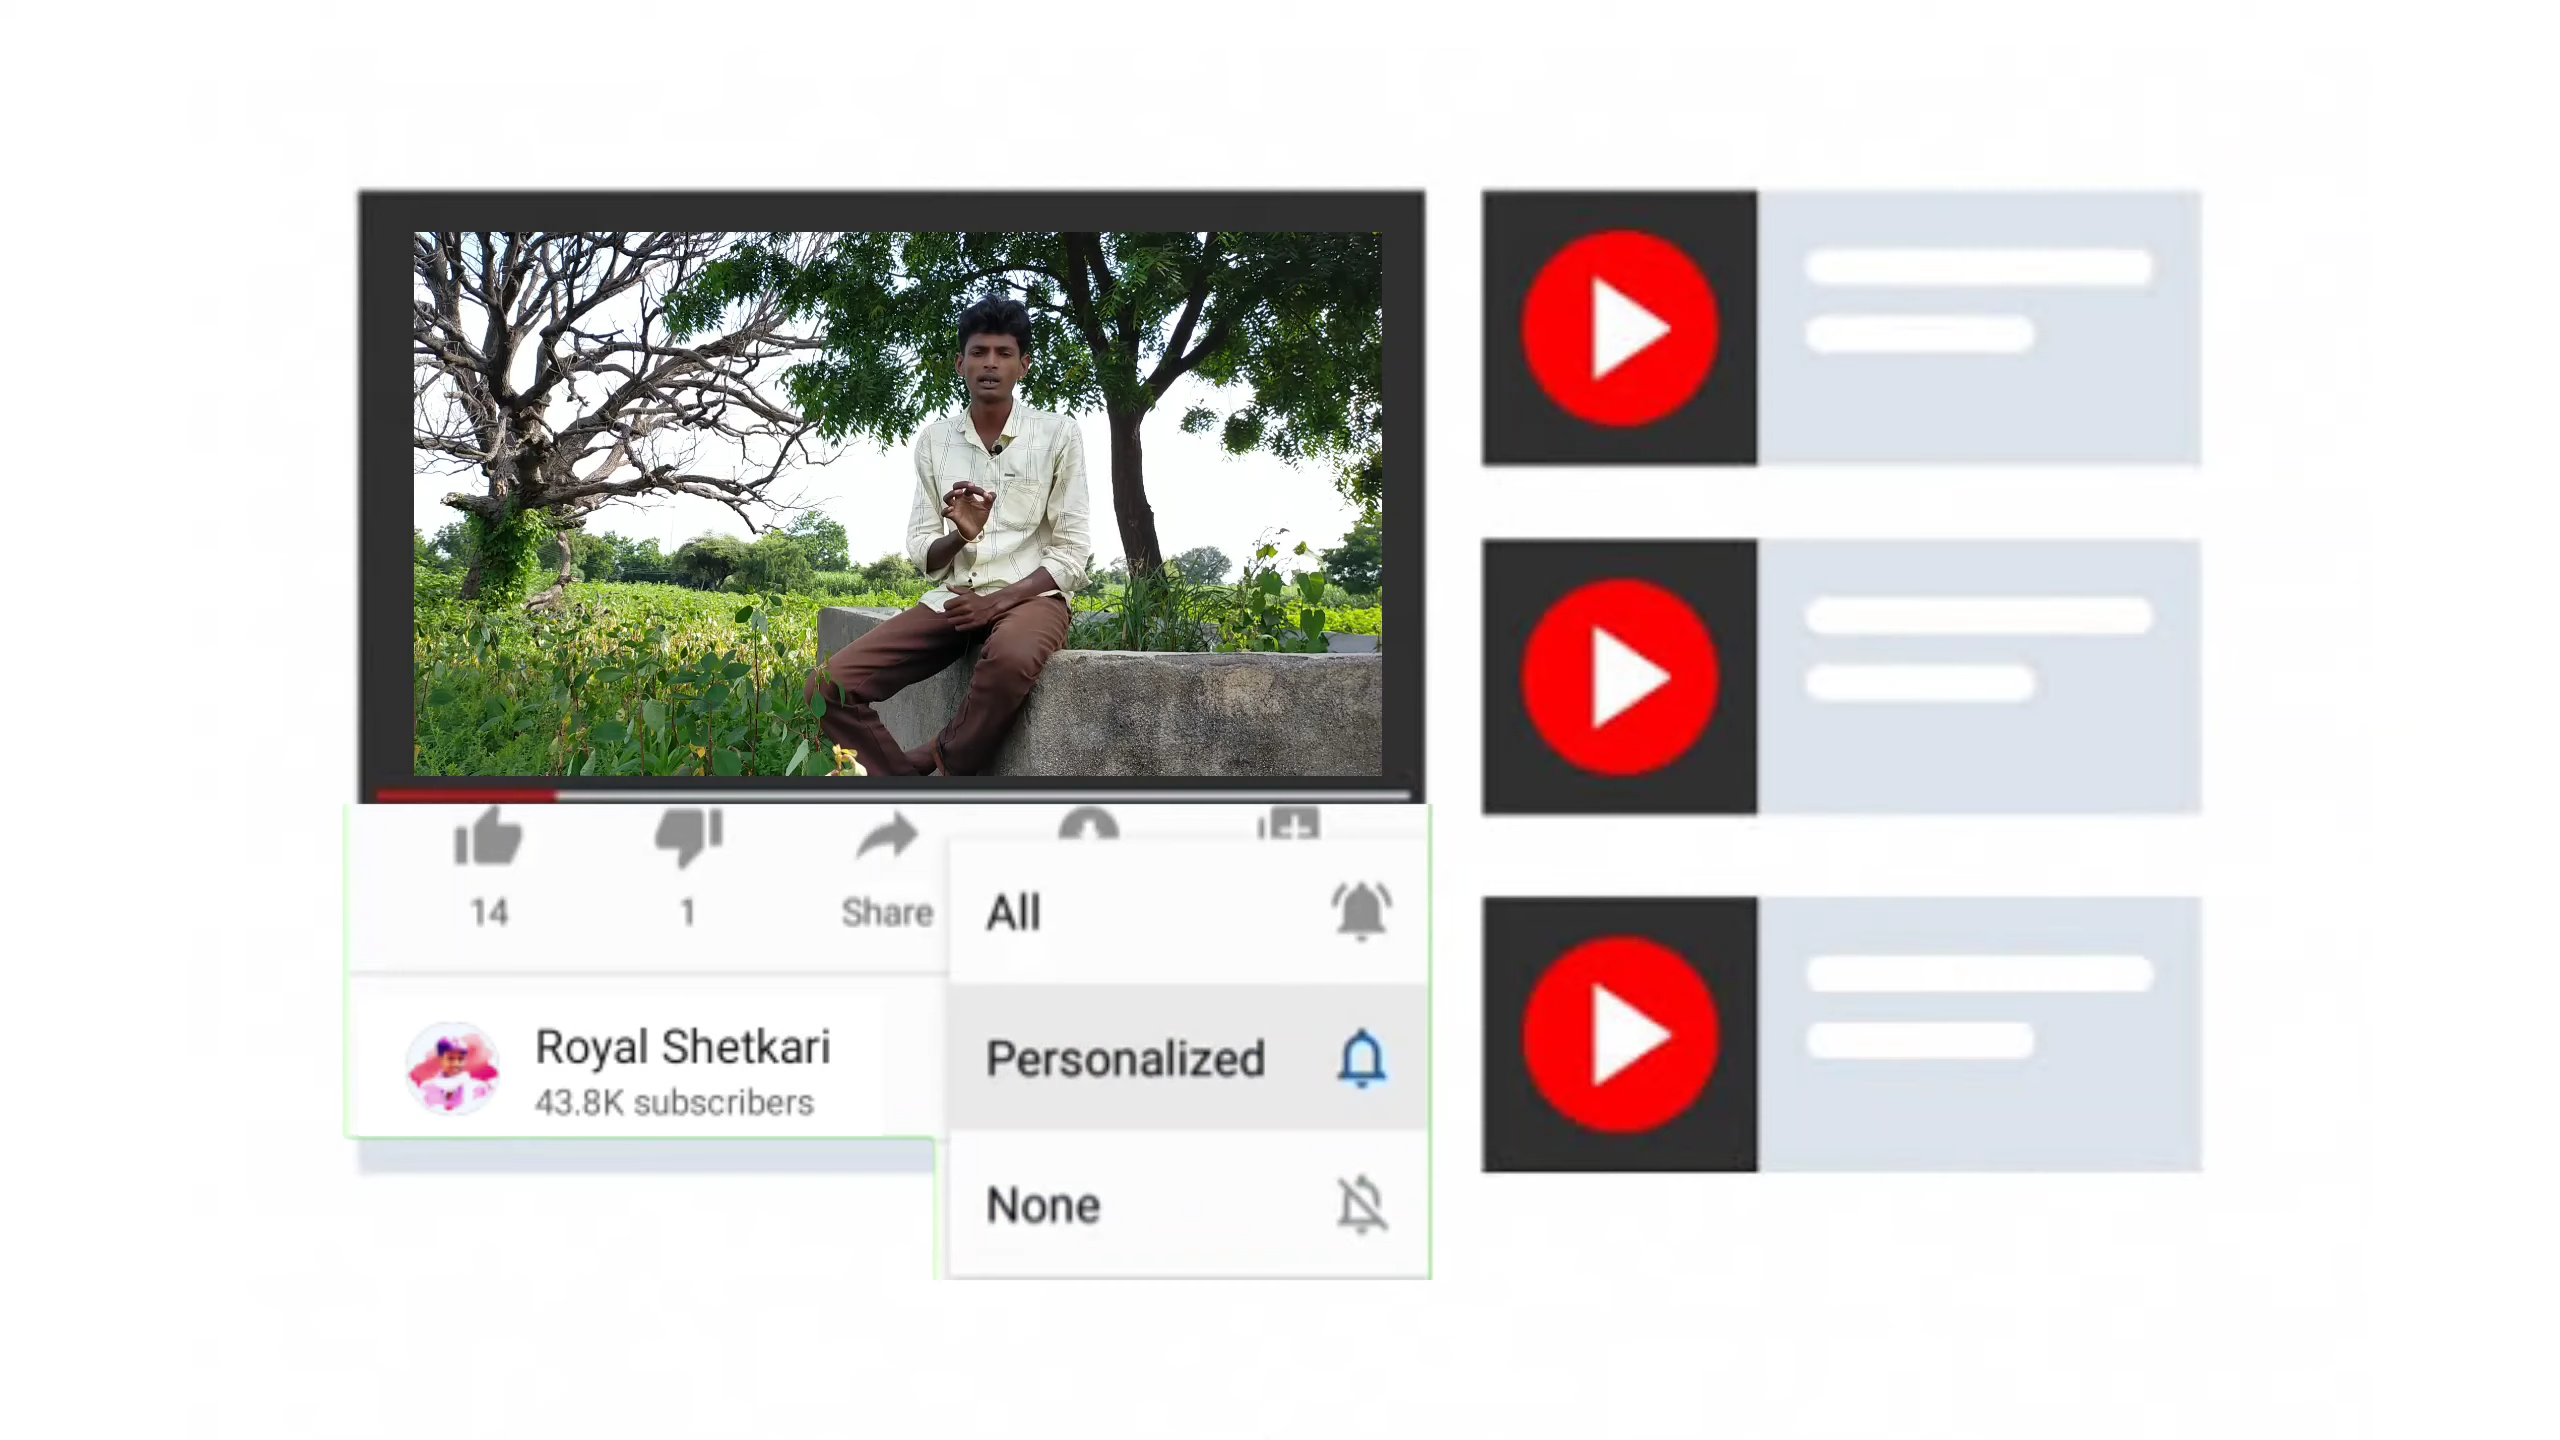 14
1
Share
All
Personalized
None
Royal Shetkari
43.8K subscribers